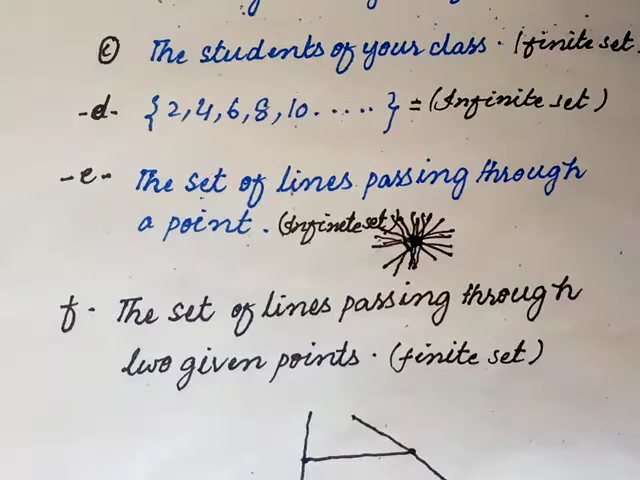 (c) The students of your class. (finite set
-d- {2,4,6,8,10.....} = (Infinite set)
-e- The set of lines passing through
a point. (Infinite set)
f. The set of lines passing through
two given points. (finite set)